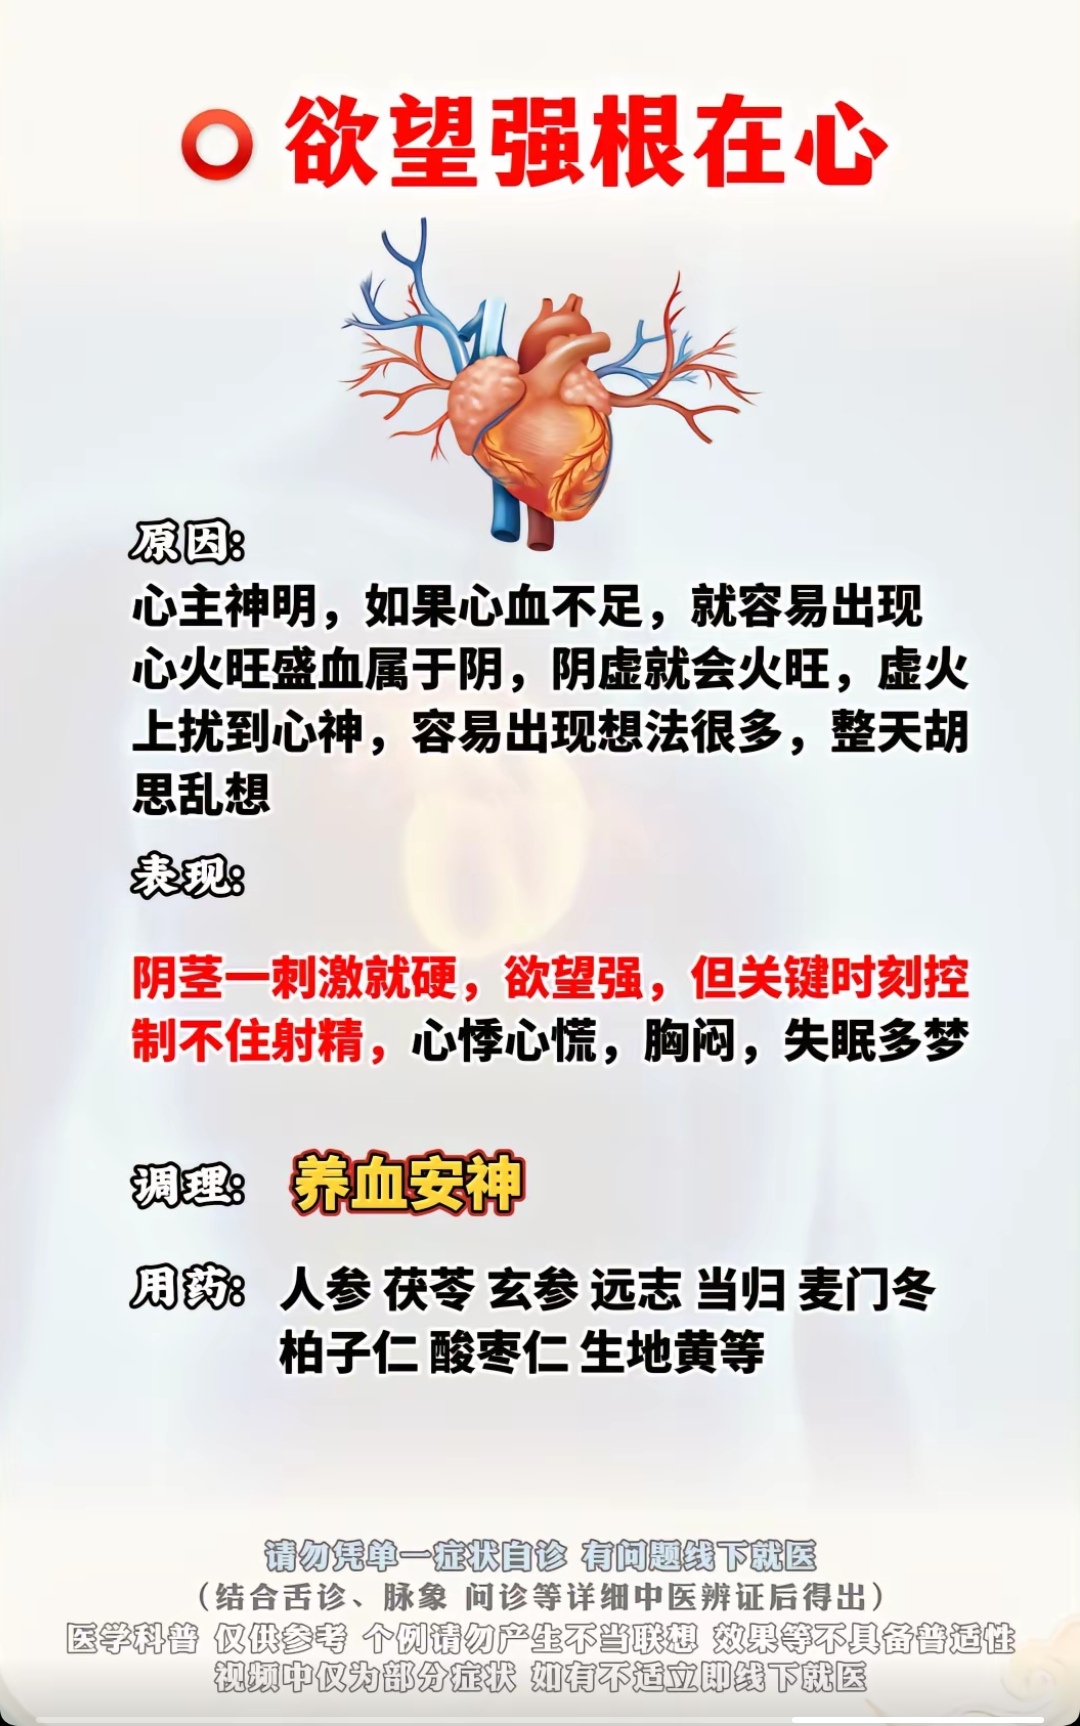 欲望强根在心
原因:
心主神明，如果心血不足，就容易出现
心火旺盛血属于阴，阴虚就会火旺，虚火
上扰到心神，容易出现想法很多，整天胡
思乱想
表现:
阴茎一刺激就硬，欲望强，但关键时刻控
制不住射精，心悸心慌，胸闷，失眠多梦
调理: 养血安神
用药: 人参 茯苓 玄参 远志 当归 麦门冬
柏子仁 酸枣仁 生地黄等
请勿凭单一症状自诊 有问题线下就医
（结合舌诊、脉象 问诊等详细中医辨证后得出）
医学科普 仅供参考 个例请勿产生不当联想 效果等不具备普适性
视频中仅为部分症状 如有不适立即线下就医